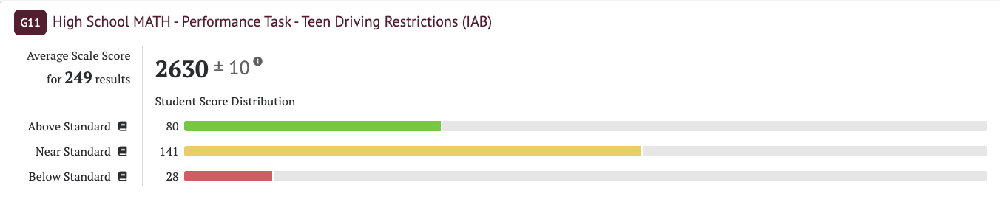 G11 High School MATH - Performance Task - Teen Driving Restrictions (IAB)
Average Scale Score
for 249 results
2630 ± 10
Student Score Distribution
Above Standard 80
Near Standard 141
Below Standard 28